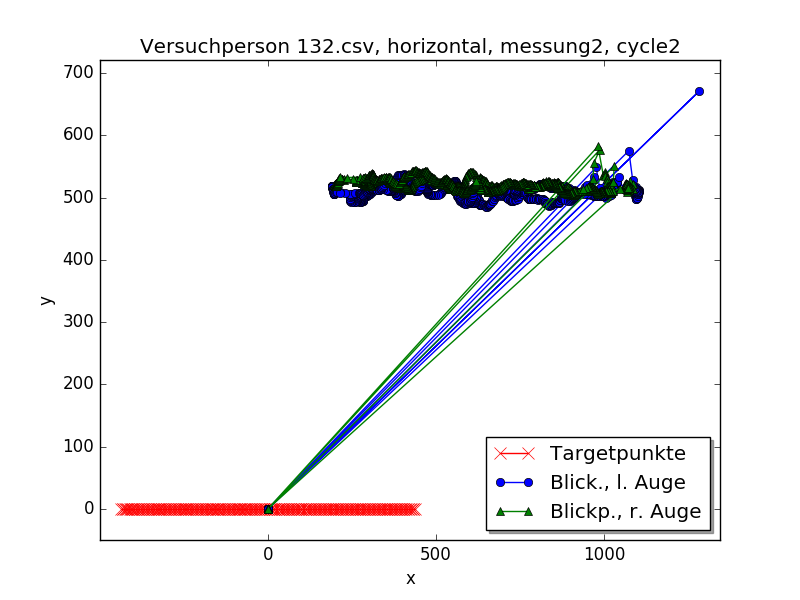 Versuchperson 132.csv, horizontal, messung2, cycle2
700
600
500
400
300
200
100
0
y
0 500 1000
x
Targetpunkte
Blick., l. Auge
Blickp., r. Auge